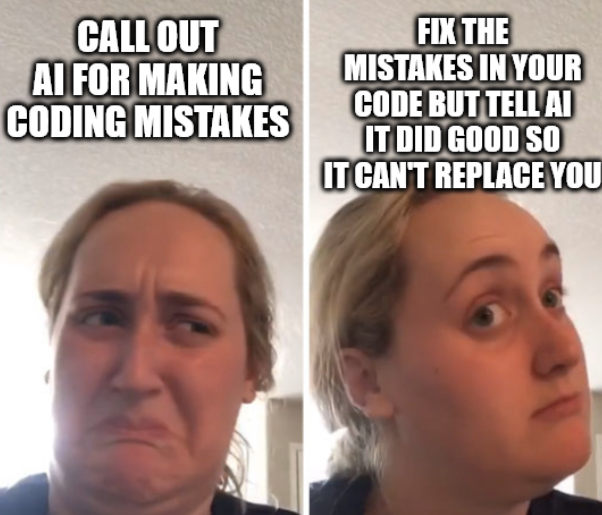 CALL OUT
AI FOR MAKING
CODING MISTAKES
FIX THE
MISTAKES IN YOUR
CODE BUT TELL AI
IT DID GOOD SO
IT CAN'T REPLACE YOU